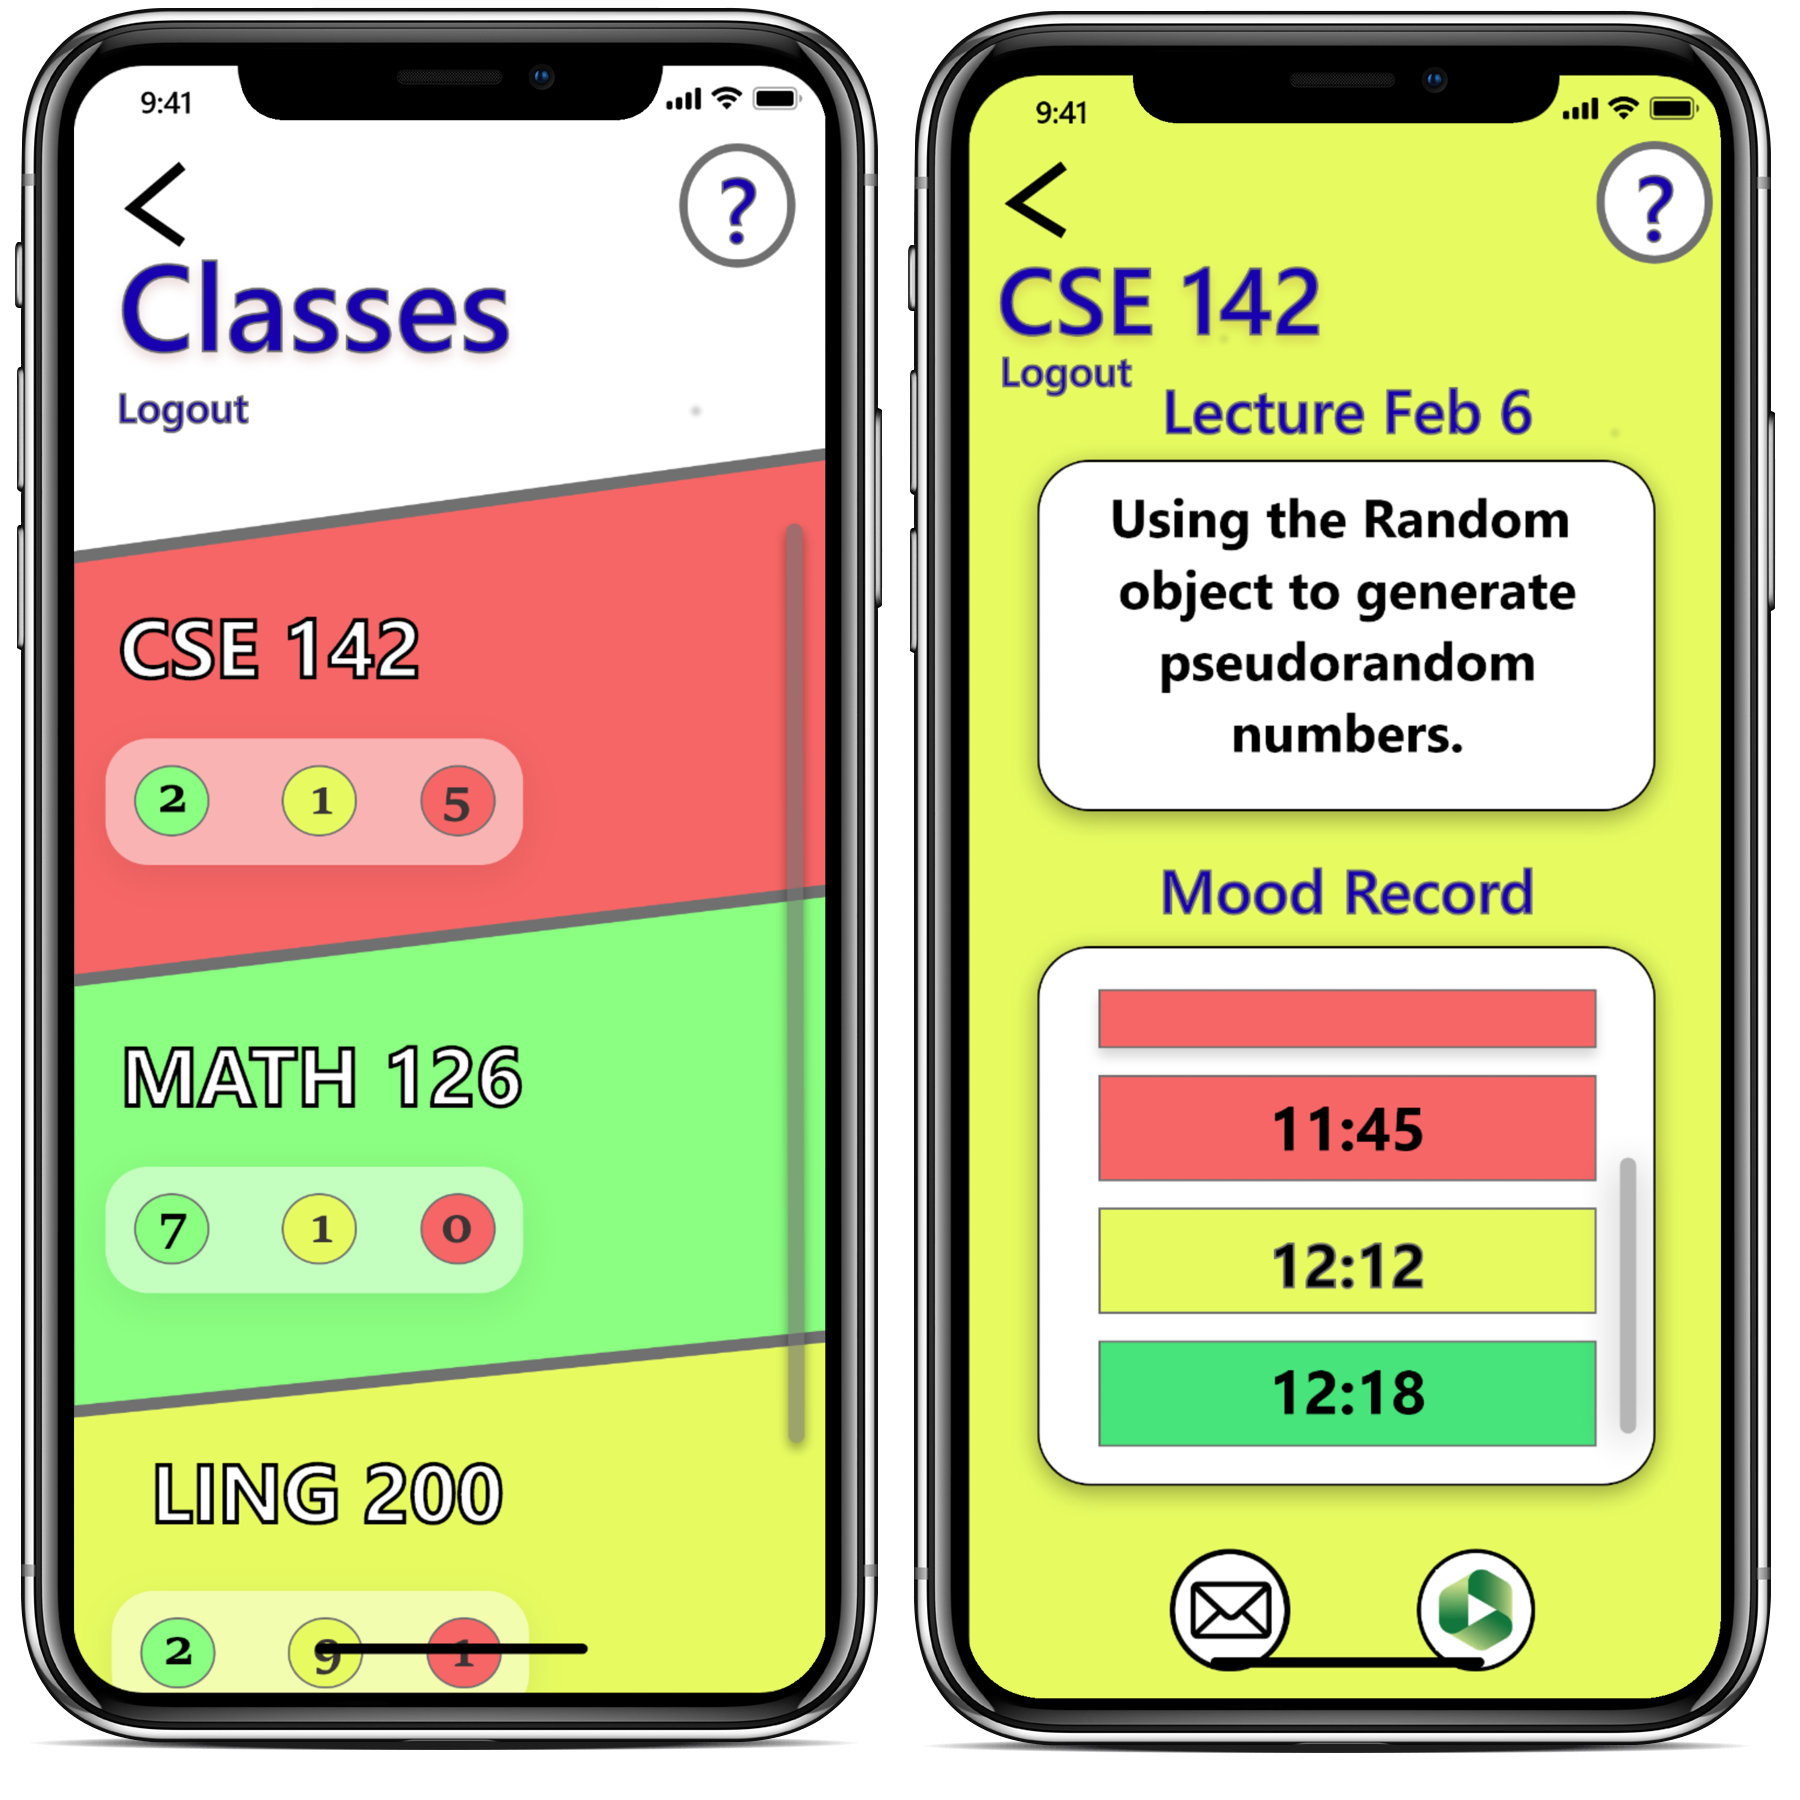 9:41
?
Classes
Logout
CSE 142
2 1 5
MATH 126
7 1 0
LING 200
2 9 1
9:41
?
CSE 142
Logout
Lecture Feb 6
Using the Random
object to generate
pseudorandom
numbers.
Mood Record
11:45
12:12
12:18